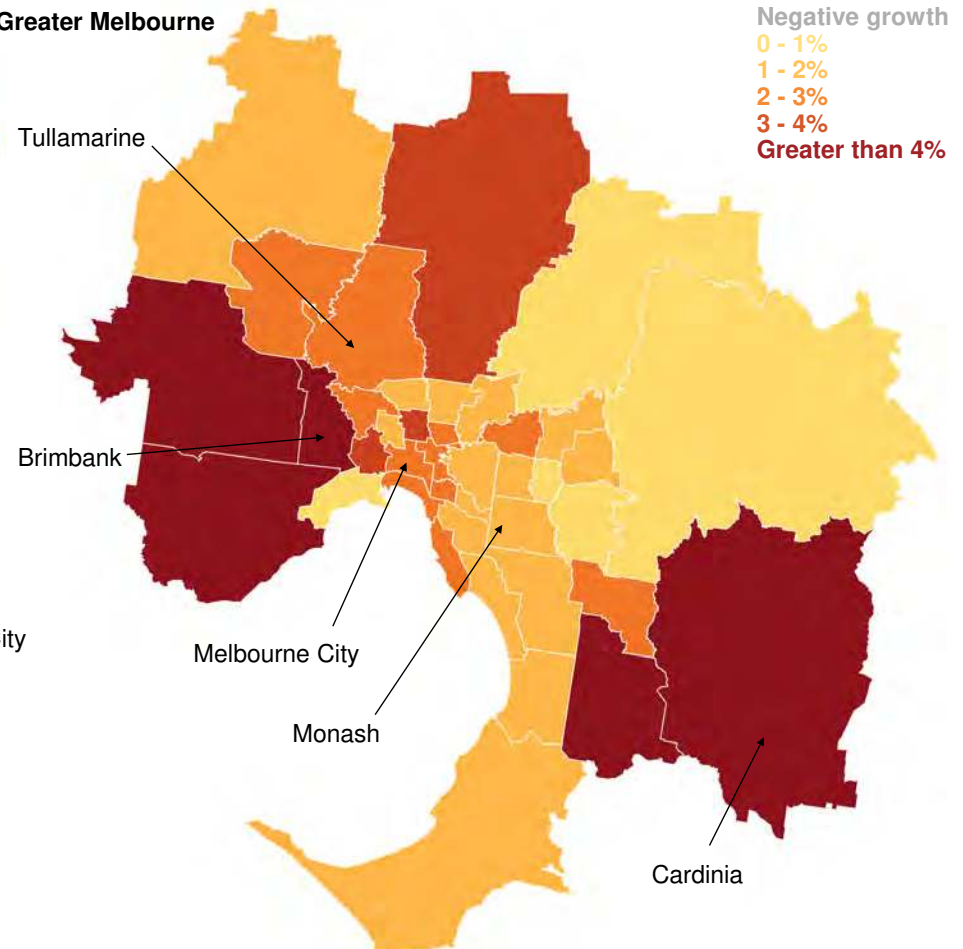 Greater Melbourne
Negative growth
0 - 1%
1 - 2%
2 - 3%
3 - 4%
Greater than 4%
Tullamarine
Brimbank
ity
Melbourne City
Monash
Cardinia